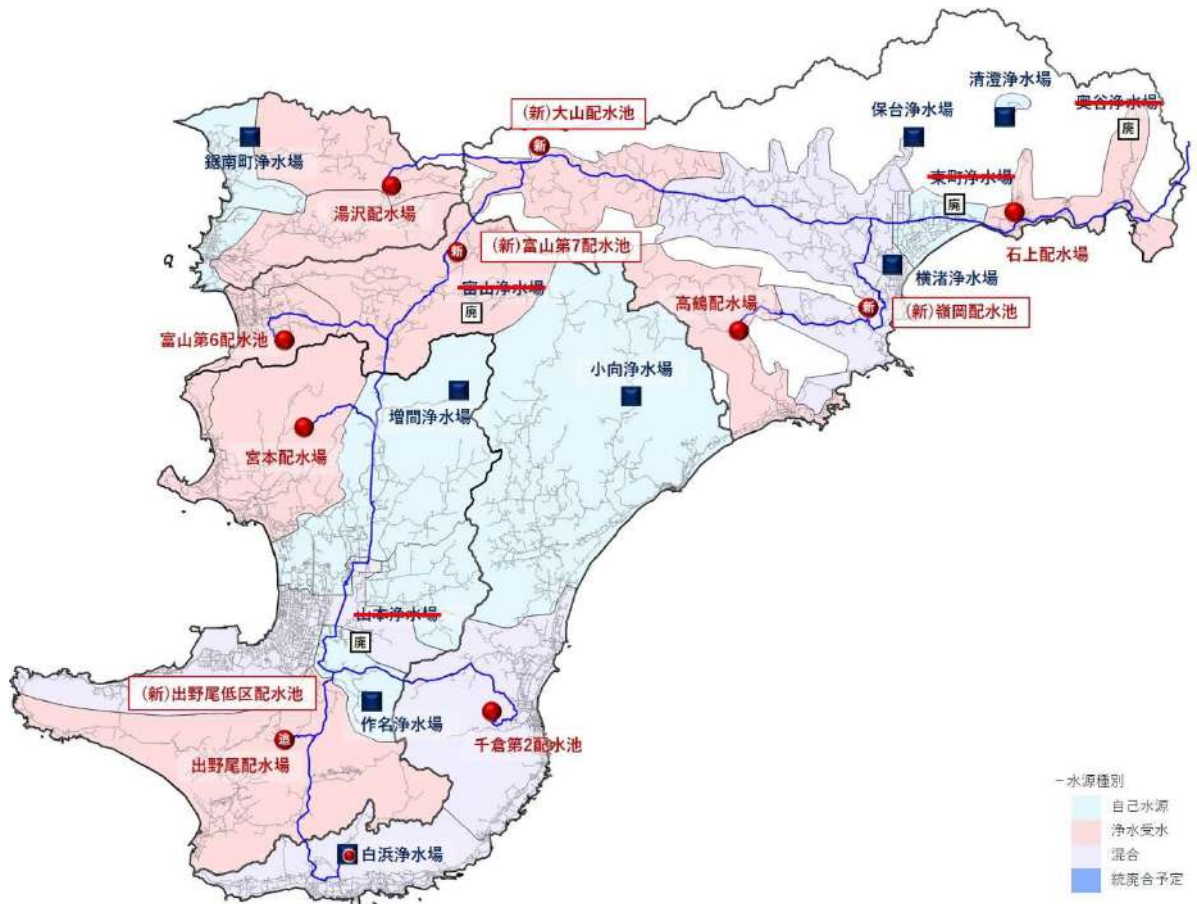 清澄浄水場
奥谷浄水場
(新)大山配水池
保台浄水場
廃
鋸南町浄水場
新
東町浄水場
廃
湯沢配水場
石上配水場
新
(新)富山第7配水池
横渚浄水場
富山浄水場
廃
高鶴配水場
新
(新)嶺岡配水池
富山第6配水池
小向浄水場
増間浄水場
宮本配水場
山本浄水場
廃
(新)出野尾低区配水池
作名浄水場
追
出野尾配水場
千倉第2配水池
白浜浄水場
水源種別
自己水源
浄水受水
混合
統廃合予定